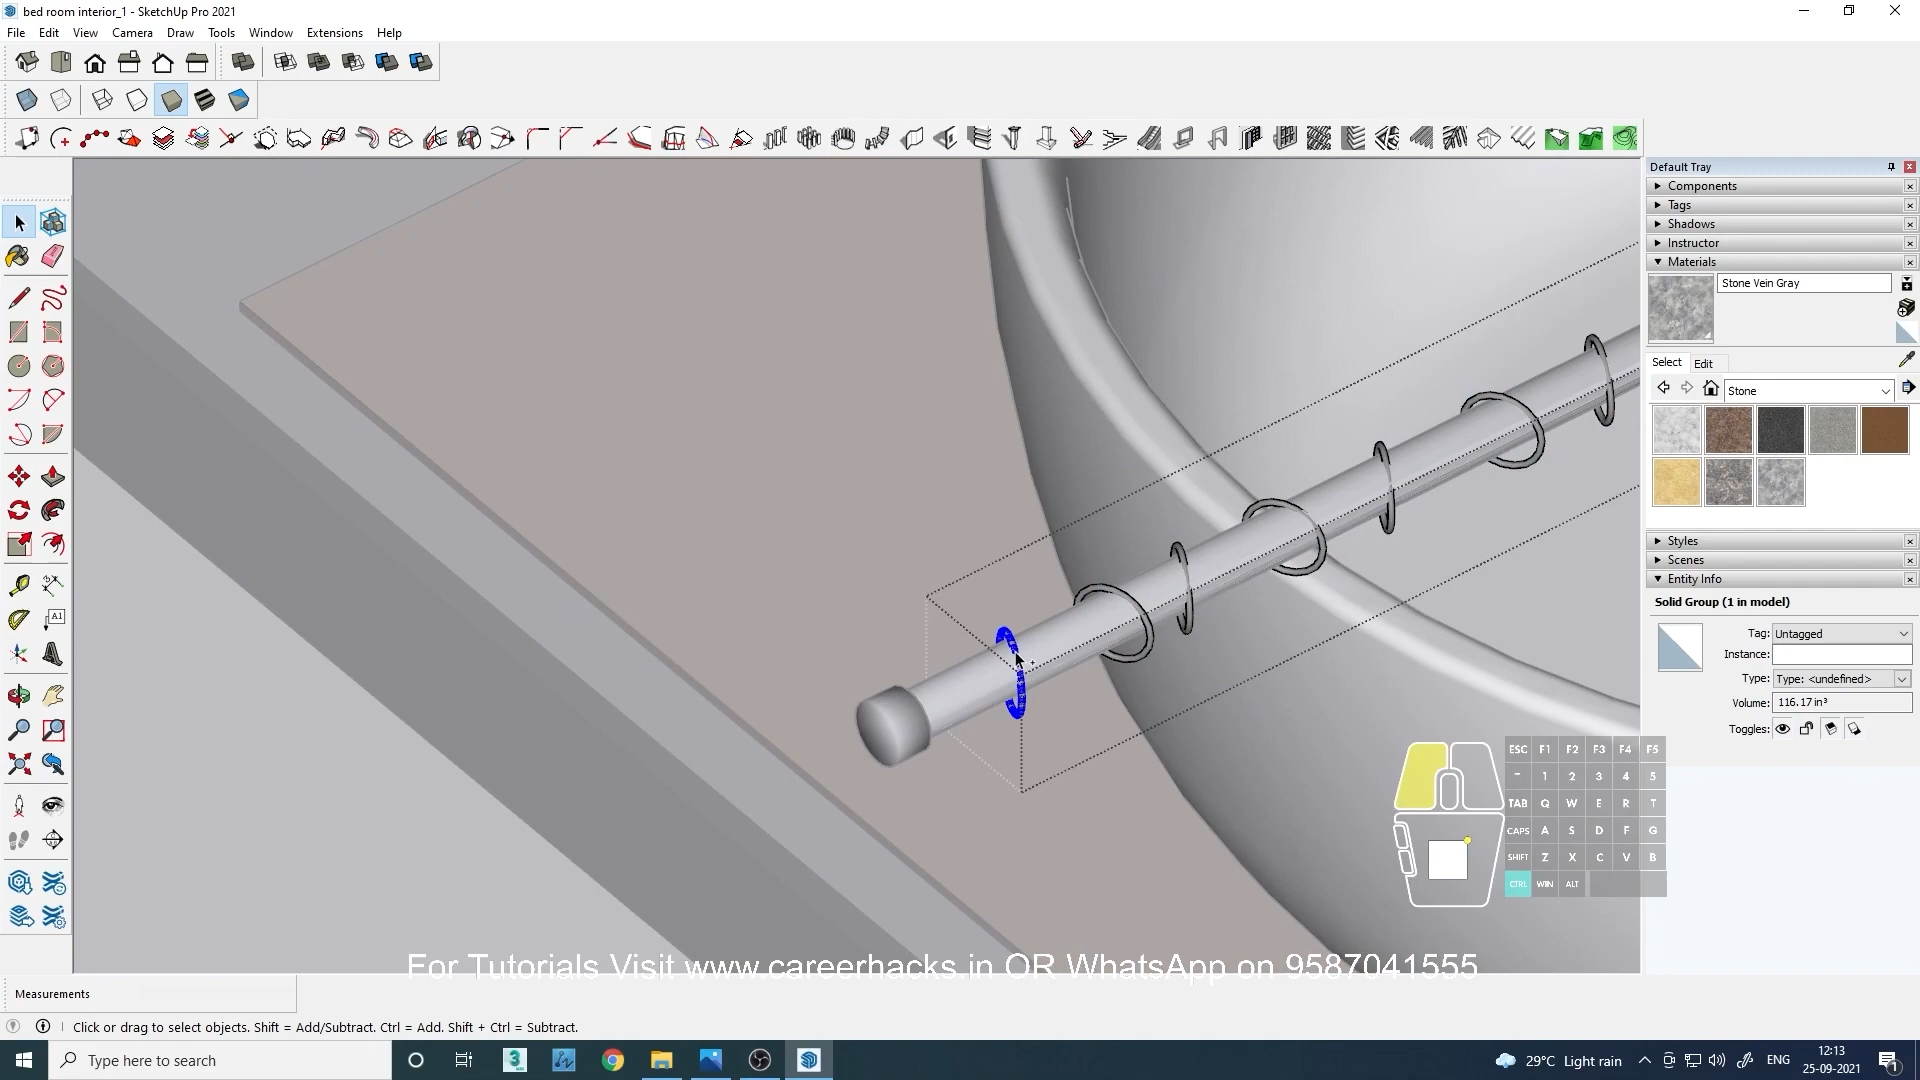 bed room interior_1 - SketchUp Pro 2021
File Edit View Camera Draw Tools Window Extensions Help
Default Tray
Components
Tags
Shadows
Instructor
Materials
Stone Vein Gray
Select Edit
Stone
Styles
Scenes
Entity Info
Solid Group (1 in model)
Tag: Untagged
Instance:
Type: Type: <undefined>
Volume: 116.17 in³
Toggles:
A1
ESC F1 F2 F3 F4 F5
~ 1 2 3 4 5
TAB Q W E R T
CAPS A S D F G
SHIFT Z X C V B
CTRL WIN ALT
For Tutorials Visit www.careerhacks.in OR WhatsApp on 9587041555
Measurements
Click or drag to select objects. Shift = Add/Subtract. Ctrl = Add. Shift + Ctrl = Subtract.
Type here to search
29°C Light rain
ENG
12:13
25-09-2021
1